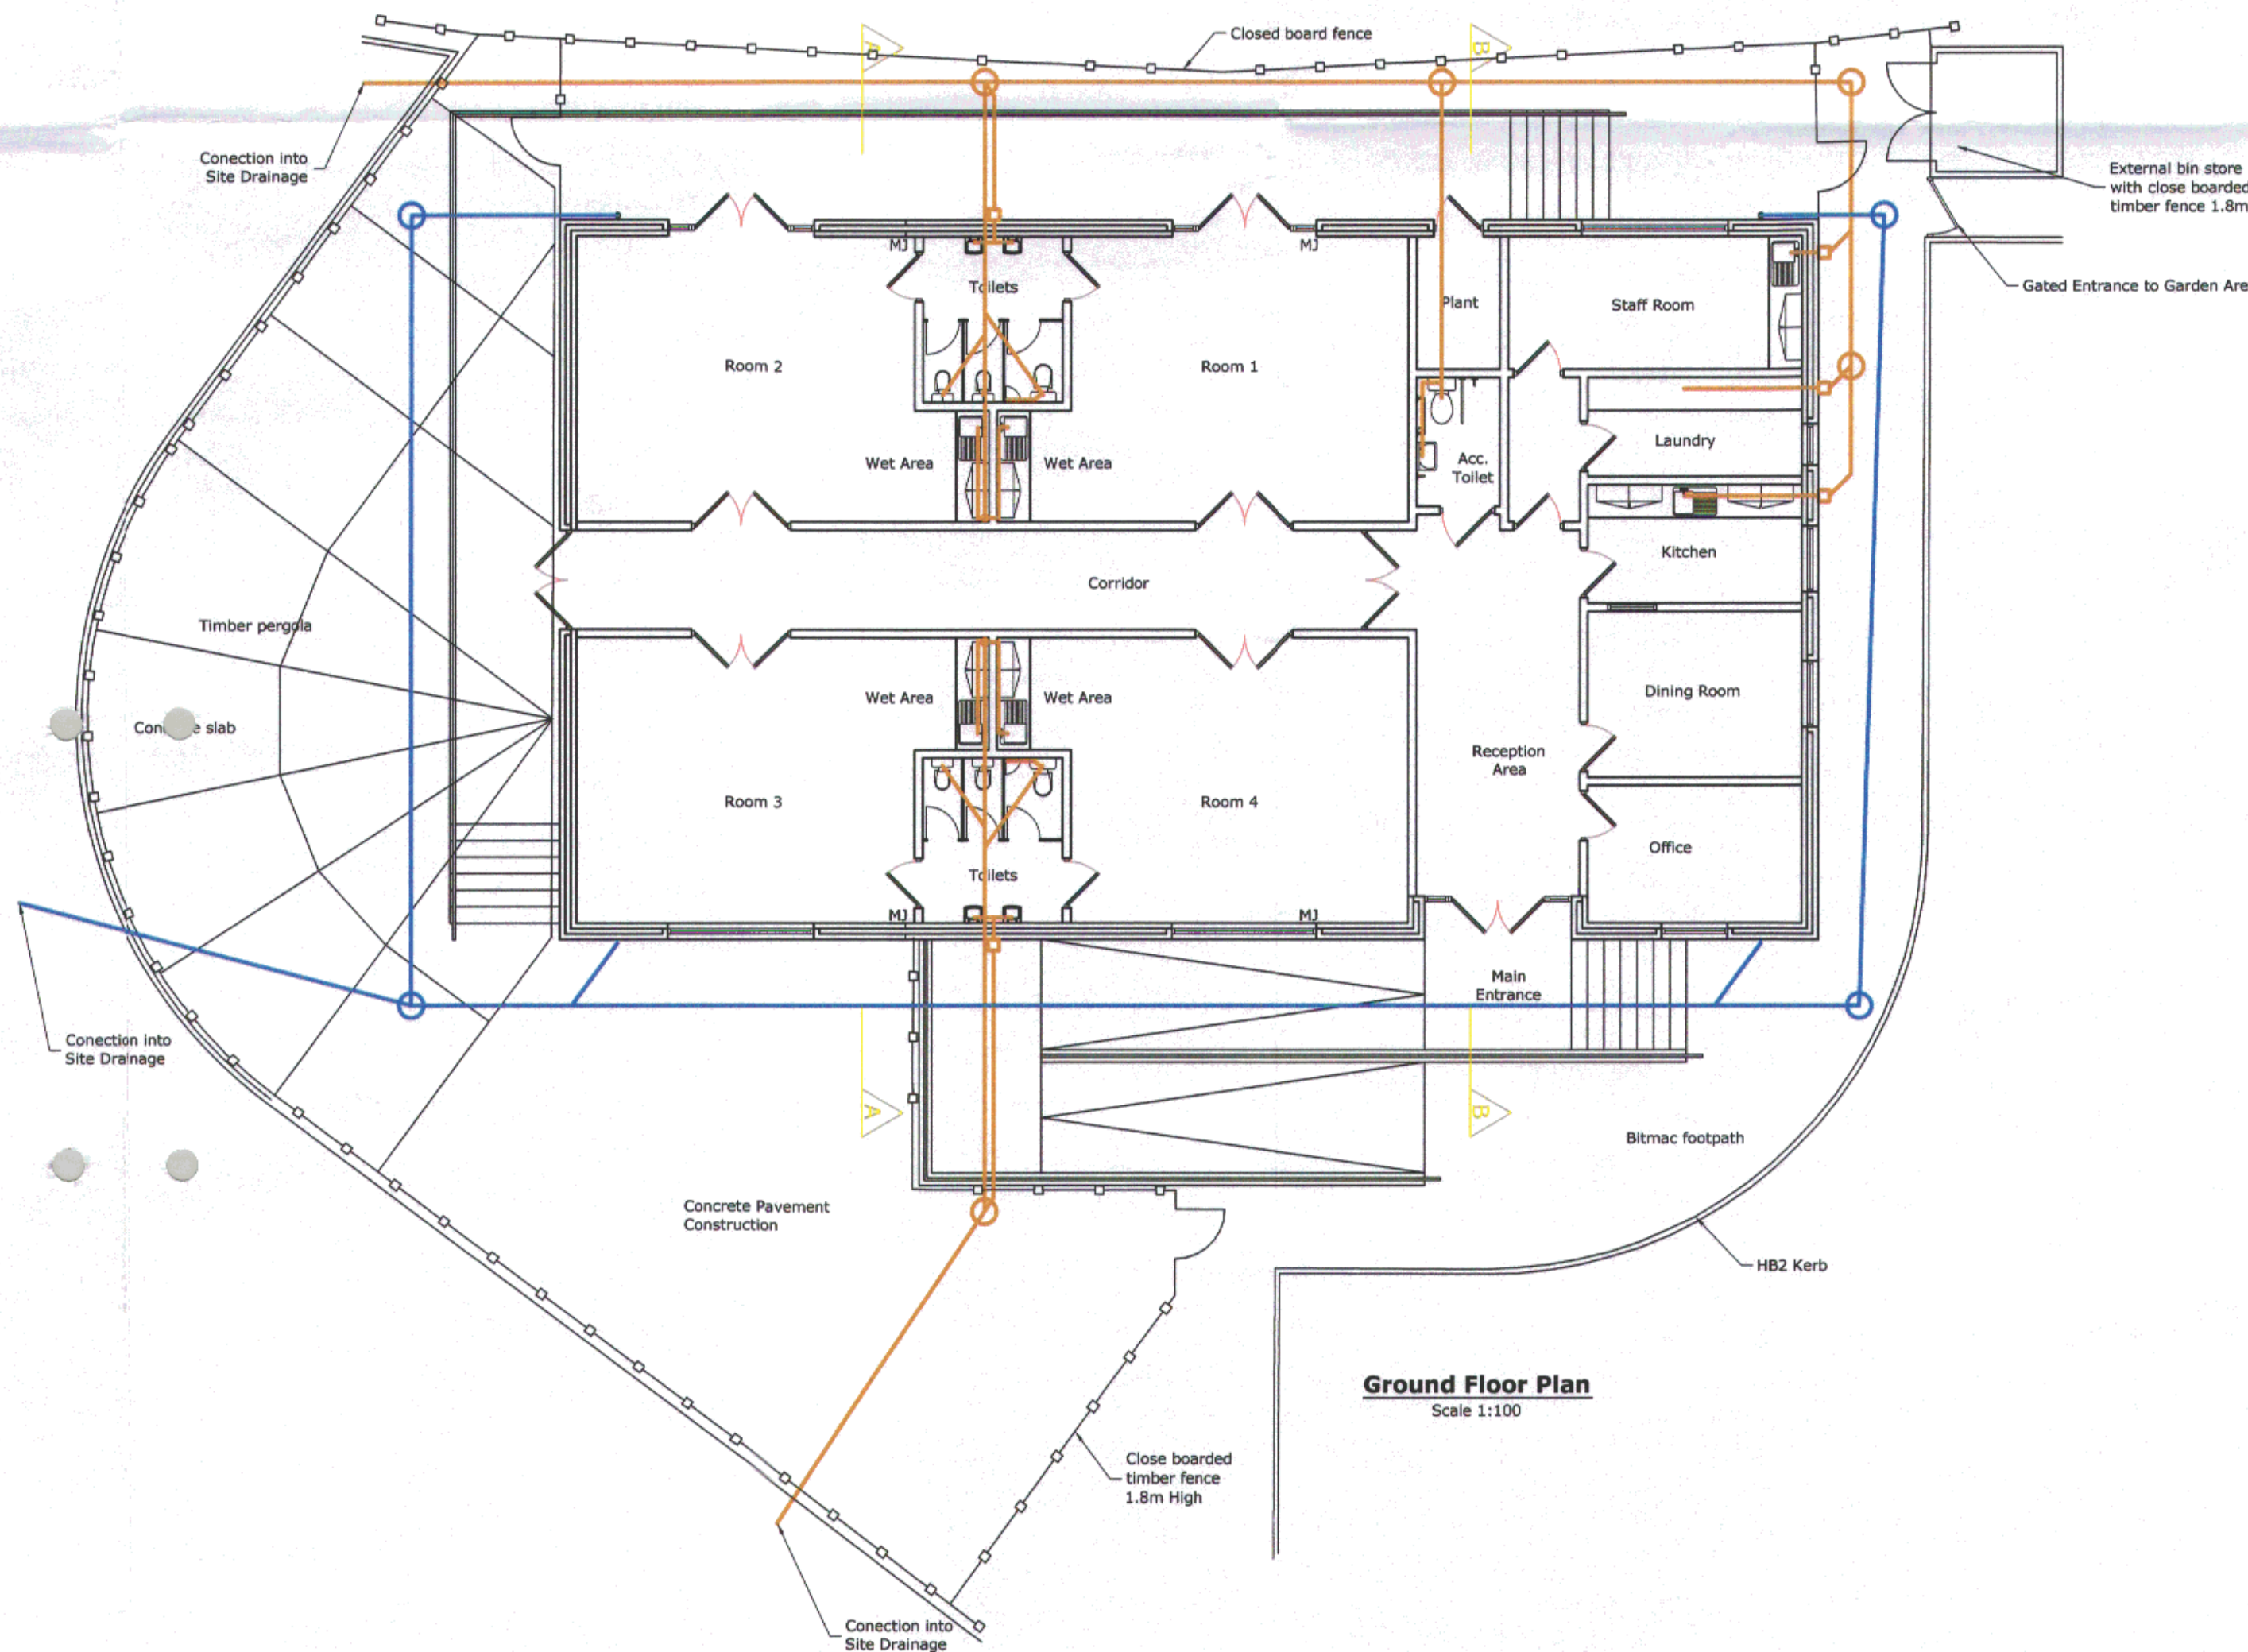 Closed board fence
A
B
Conection into
Site Drainage
External bin store
with close boarded
timber fence 1.8m
Gated Entrance to Garden Are
MJ
MJ
Toilets
Plant
Staff Room
Room 2
Room 1
Wet Area
Wet Area
Acc.
Toilet
Laundry
Kitchen
Corridor
Timber pergola
Wet Area
Wet Area
Dining Room
Concrete slab
Reception
Area
Room 3
Room 4
Office
Toilets
MJ
MJ
Main
Entrance
Conection into
Site Drainage
A
B
Bitmac footpath
Concrete Pavement
Construction
HB2 Kerb
Ground Floor Plan
Scale 1:100
Close boarded
timber fence
1.8m High
Conection into
Site Drainage